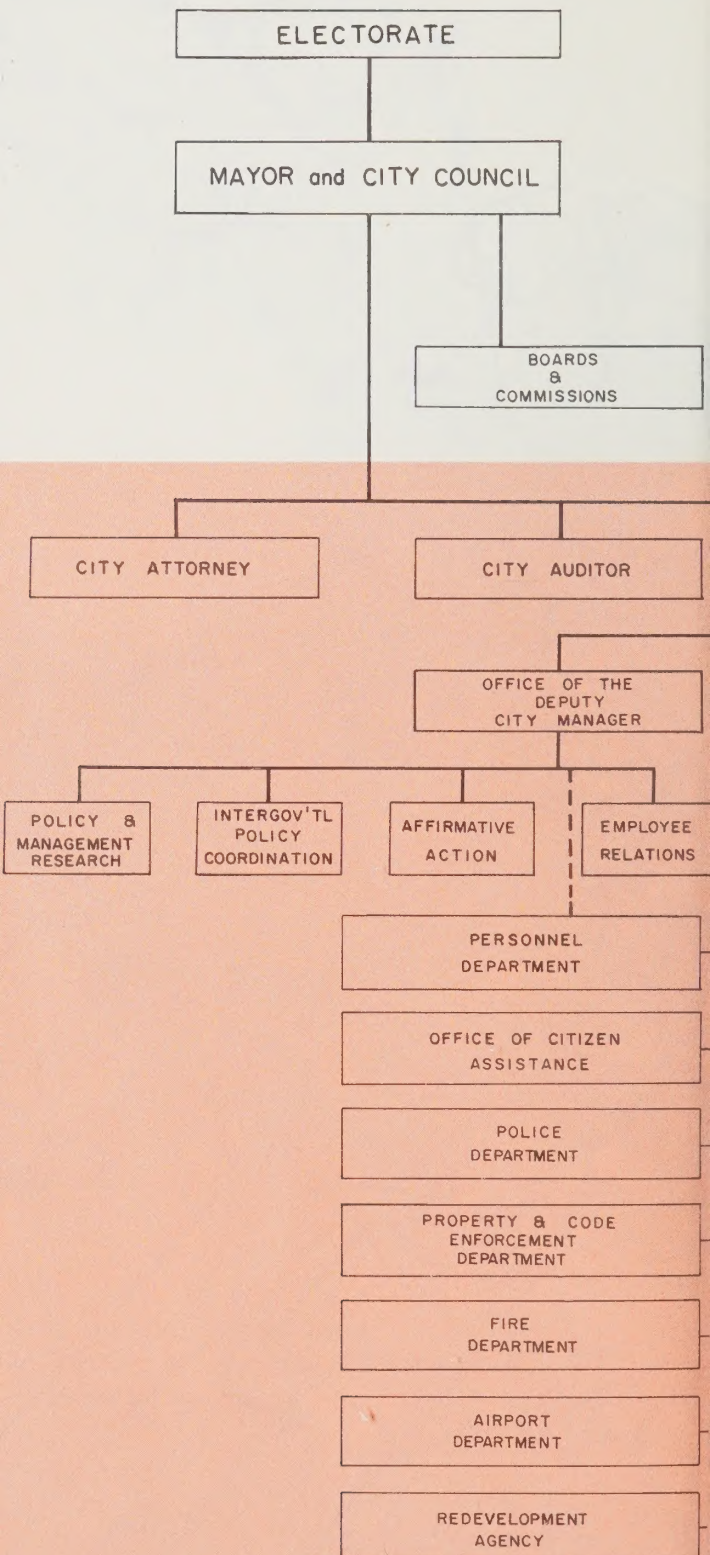 ELECTORATE
MAYOR and CITY COUNCIL
BOARDS
&
COMMISSIONS
CITY ATTORNEY
CITY AUDITOR
OFFICE OF THE
DEPUTY
CITY MANAGER
POLICY &
MANAGEMENT
RESEARCH
INTERGOV'TL
POLICY
COORDINATION
AFFIRMATIVE
ACTION
EMPLOYEE
RELATIONS
PERSONNEL
DEPARTMENT
OFFICE OF CITIZEN
ASSISTANCE
POLICE
DEPARTMENT
PROPERTY & CODE
ENFORCEMENT
DEPARTMENT
FIRE
DEPARTMENT
AIRPORT
DEPARTMENT
REDEVELOPMENT
AGENCY